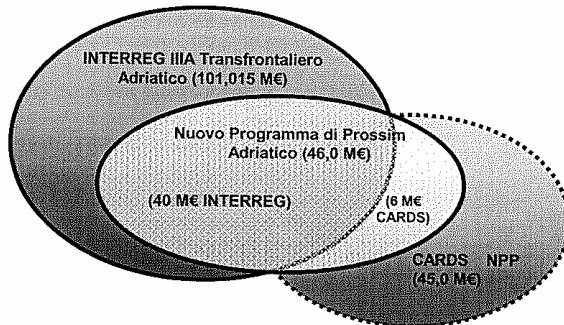 INTERREG IIIA Transfrontaliero
Adriatico (101,015 M€)
Nuovo Programma di Prossim
Adriatico (46,0 M€)
(40 M€ INTERREG)
(6 M€
CARDS)
CARDS NPP
(45,0 M€)